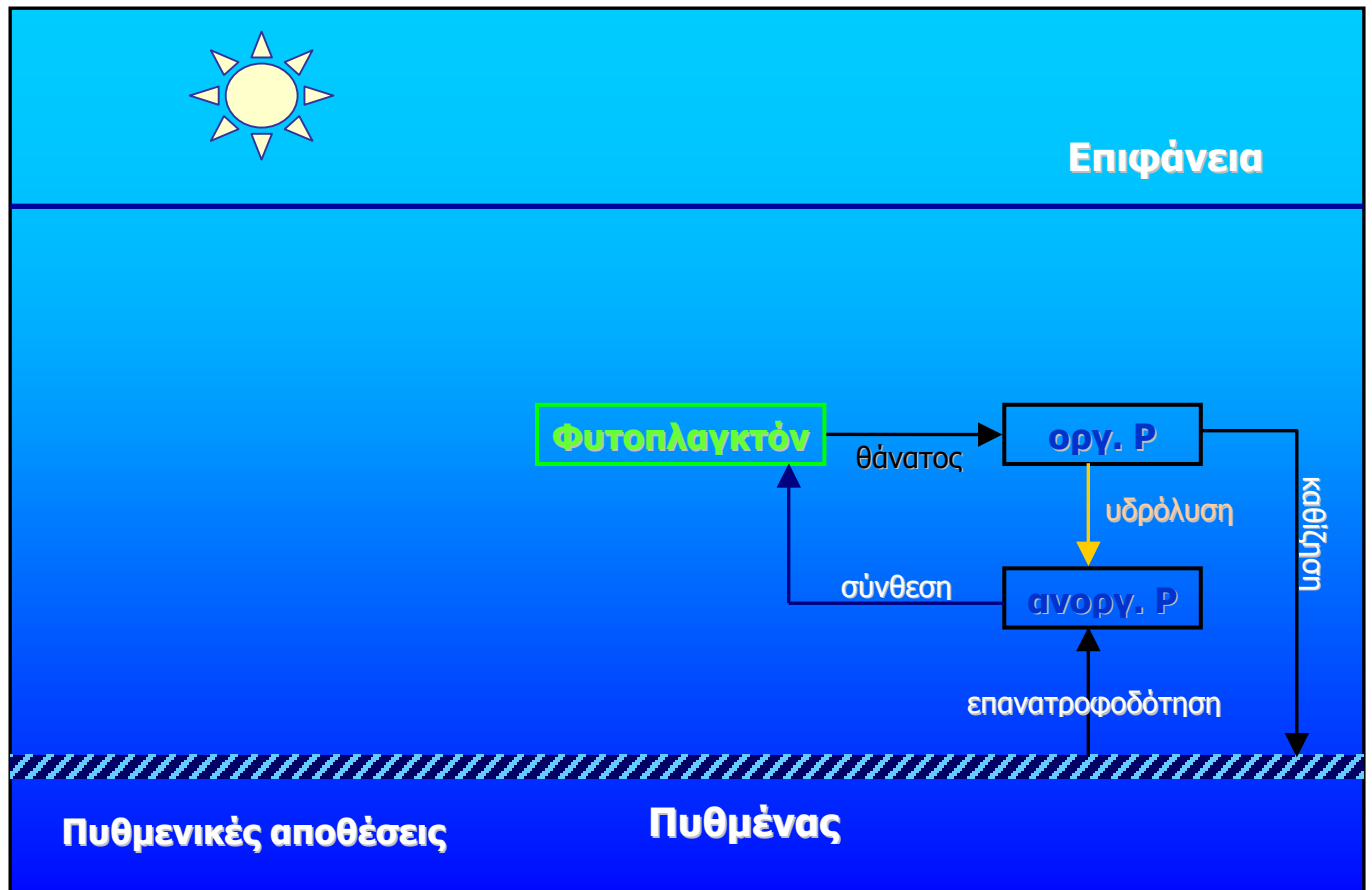 Επιφάνεια
Φυτοπλαγκτόν
θάνατος
οργ. P
υδρόλυση
καθίζηση
σύνθεση
ανοργ. P
επανατροφοδότηση
Πυθμενικές αποθέσεις
Πυθμένας